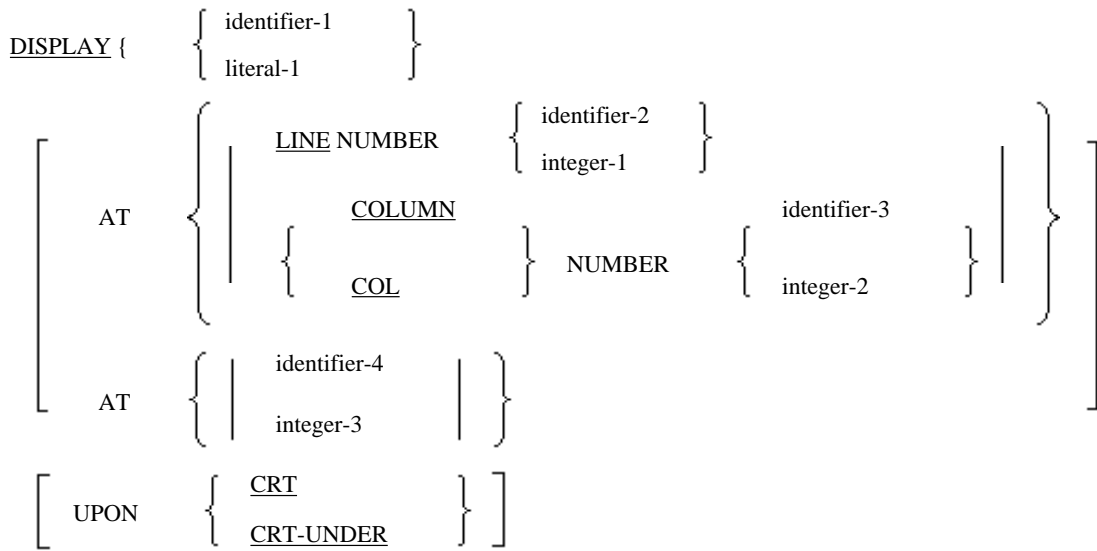 identifier-1
DISPLAY {
literal-1
identifier-2
LINE NUMBER
integer-1
COLUMN identifier-3
AT
NUMBER
COL integer-2
identifier-4
AT
integer-3
CRT
UPON
CRT-UNDER